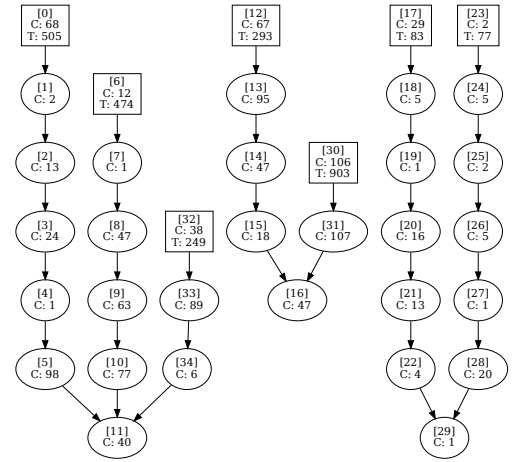 [0]
C: 68
T: 505
[12]
C: 67
T: 293
[17]
C: 29
T: 83
[23]
C: 2
T: 77
[1]
C: 2
[6]
C: 12
T: 474
[13]
C: 95
[18]
C: 5
[24]
C: 5
[2]
C: 13
[7]
C: 1
[14]
C: 47
[30]
C: 106
T: 903
[19]
C: 1
[25]
C: 2
[3]
C: 24
[8]
C: 47
[32]
C: 38
T: 249
[15]
C: 18
[31]
C: 107
[20]
C: 16
[26]
C: 5
[4]
C: 1
[9]
C: 63
[33]
C: 89
[16]
C: 47
[21]
C: 13
[27]
C: 1
[5]
C: 98
[10]
C: 77
[34]
C: 6
[22]
C: 4
[28]
C: 20
[11]
C: 40
[29]
C: 1